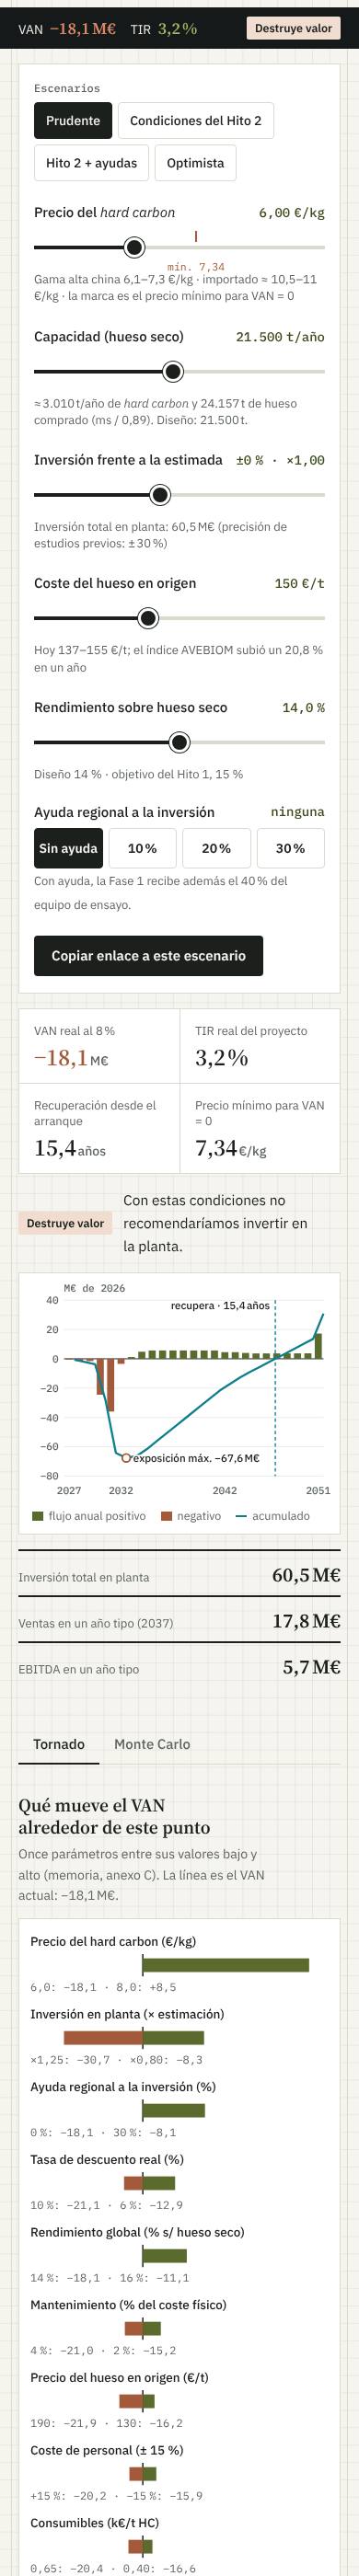 VAN −18,1 M€ TIR 3,2 % Destruye valor
Escenarios
Prudente Condiciones del Hito 2
Hito 2 + ayudas Optimista
Precio del hard carbon 6,00 €/kg
mín. 7,34
Gama alta china 6,1–7,3 €/kg · importado ≈ 10,5–11
€/kg · la marca es el precio mínimo para VAN = 0
Capacidad (hueso seco) 21.500 t/año
≈ 3.010 t/año de hard carbon y 24.157 t de hueso
comprado (ms / 0,89). Diseño: 21.500 t.
Inversión frente a la estimada ±0 % · ×1,00
Inversión total en planta: 60,5 M€ (precisión de
estudios previos: ±30 %)
Coste del hueso en origen 150 €/t
Hoy 137–155 €/t; el índice AVEBIOM subió un 20,8 %
en un año
Rendimiento sobre hueso seco 14,0 %
Diseño 14 % · objetivo del Hito 1, 15 %
Ayuda regional a la inversión ninguna
Sin ayuda 10 % 20 % 30 %
Con ayuda, la Fase 1 recibe además el 40 % del
equipo de ensayo.
Copiar enlace a este escenario
VAN real al 8 % TIR real del proyecto
−18,1 M€ 3,2 %
Recuperación desde el
arranque
15,4 años
Precio mínimo para VAN
= 0
7,34 €/kg
Destruye valor
Con estas condiciones no
recomendaríamos invertir en
la planta.
M€ de 2026
40
recupera · 15,4 años
20
0
−20
−40
−60
exposición máx. −67,6 M€
−80
2027 2032 2042 2051
flujo anual positivo negativo acumulado
Inversión total en planta 60,5 M€
Ventas en un año tipo (2037) 17,8 M€
EBITDA en un año tipo 5,7 M€
Tornado Monte Carlo
Qué mueve el VAN
alrededor de este punto
Once parámetros entre sus valores bajo y
alto (memoria, anexo C). La línea es el VAN
actual: −18,1 M€.
Precio del hard carbon (€/kg)
6,0: −18,1 · 8,0: +8,5
Inversión en planta (× estimación)
×1,25: −30,7 · ×0,80: −8,3
Ayuda regional a la inversión (%)
0 %: −18,1 · 30 %: −8,1
Tasa de descuento real (%)
10 %: −21,1 · 6 %: −12,9
Rendimiento global (% s/ hueso seco)
14 %: −18,1 · 16 %: −11,1
Mantenimiento (% del coste físico)
4 %: −21,0 · 2 %: −15,2
Precio del hueso en origen (€/t)
190: −21,9 · 130: −16,2
Coste de personal (± 15 %)
+15 %: −20,2 · −15 %: −15,9
Consumibles (k€/t HC)
0,65: −20,4 · 0,40: −16,6